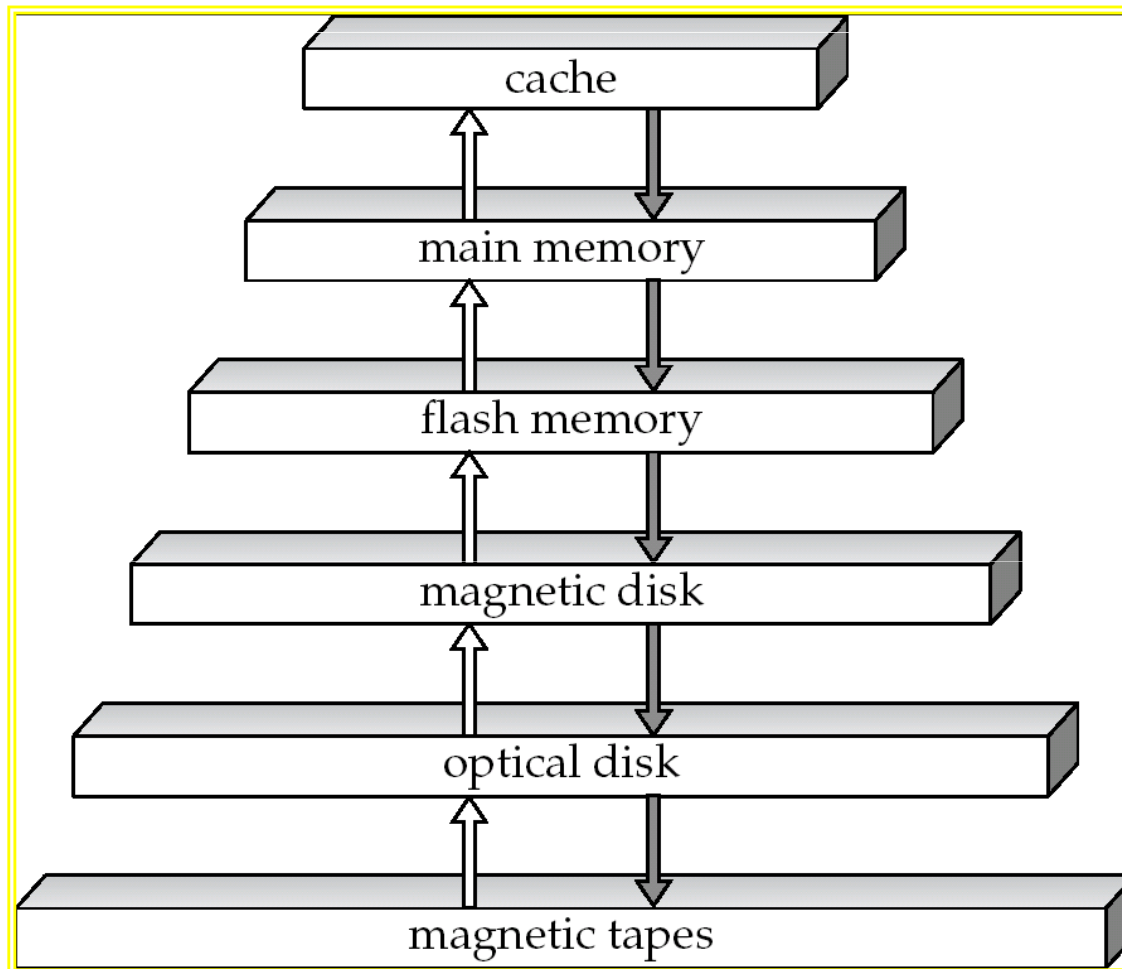 cache
main memory
flash memory
magnetic disk
optical disk
magnetic tapes